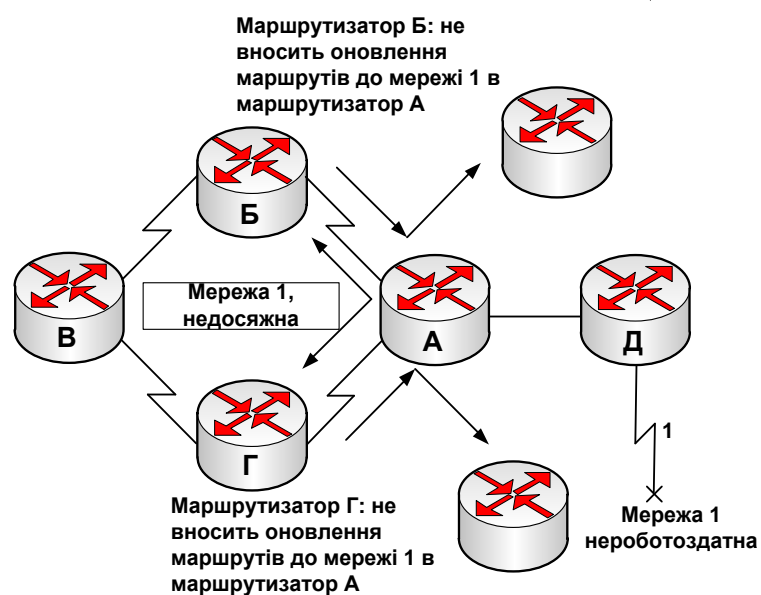 Маршрутизатор Б: не
вносить оновлення
маршрутів до мережі 1 в
маршрутизатор А
Б
Мережа 1,
недосяжна
В
А
Д
Г
1
Маршрутизатор Г: не
вносить оновлення
маршрутів до мережі 1 в
маршрутизатор А
Мережа 1
нероботоздатна